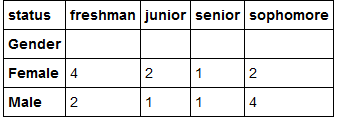 status freshman junior senior sophomore
Gender
Female 4 2 1 2
Male 2 1 1 4